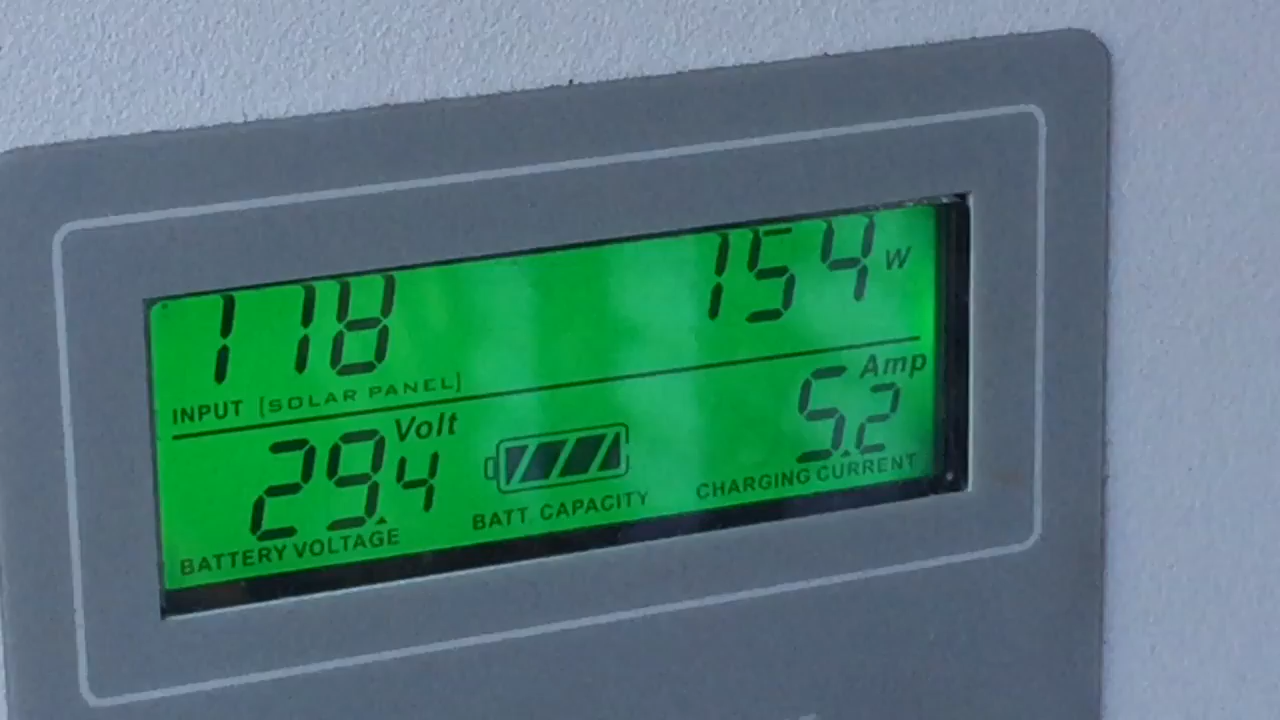 118 154 W
INPUT [SOLAR PANEL]
29.4 Volt 5.2 Amp
BATTERY VOLTAGE BATT. CAPACITY CHARGING CURRENT